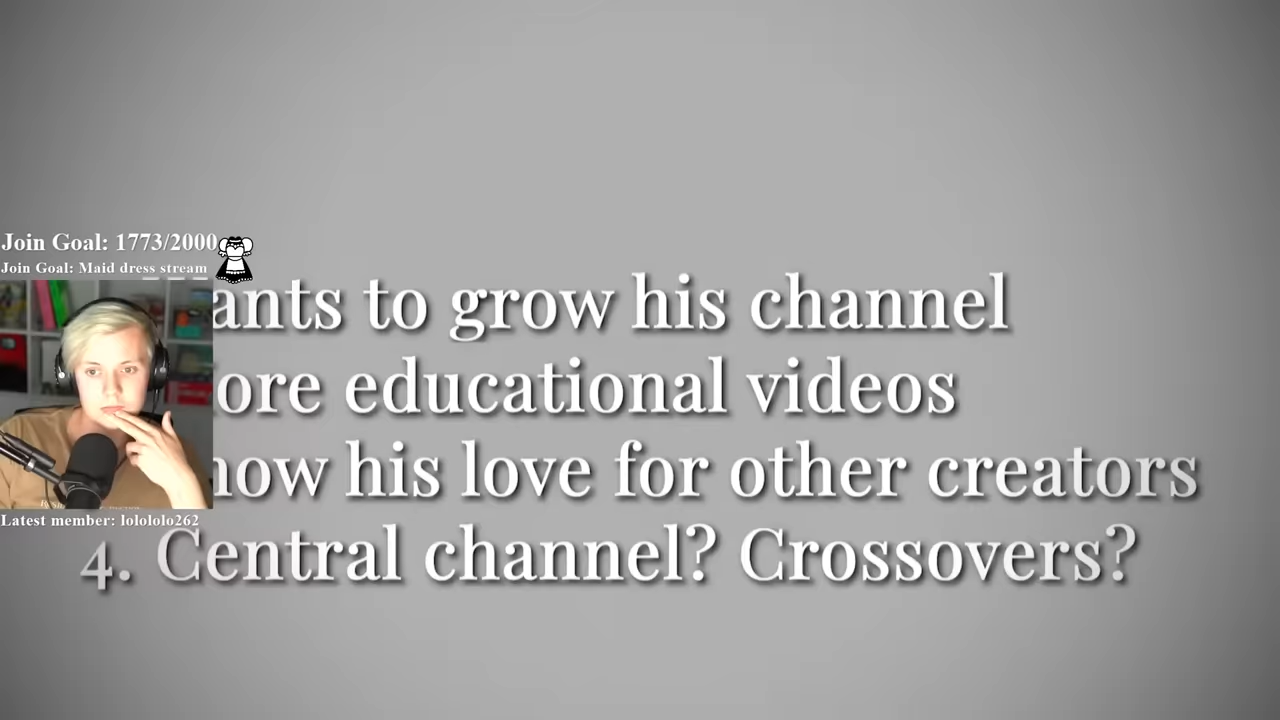 Join Goal: 1773/2000
Join Goal: Maid dress stream
ants to grow his channel
ore educational videos
how his love for other creators
Latest member: lolololo262
4. Central channel? Crossovers?